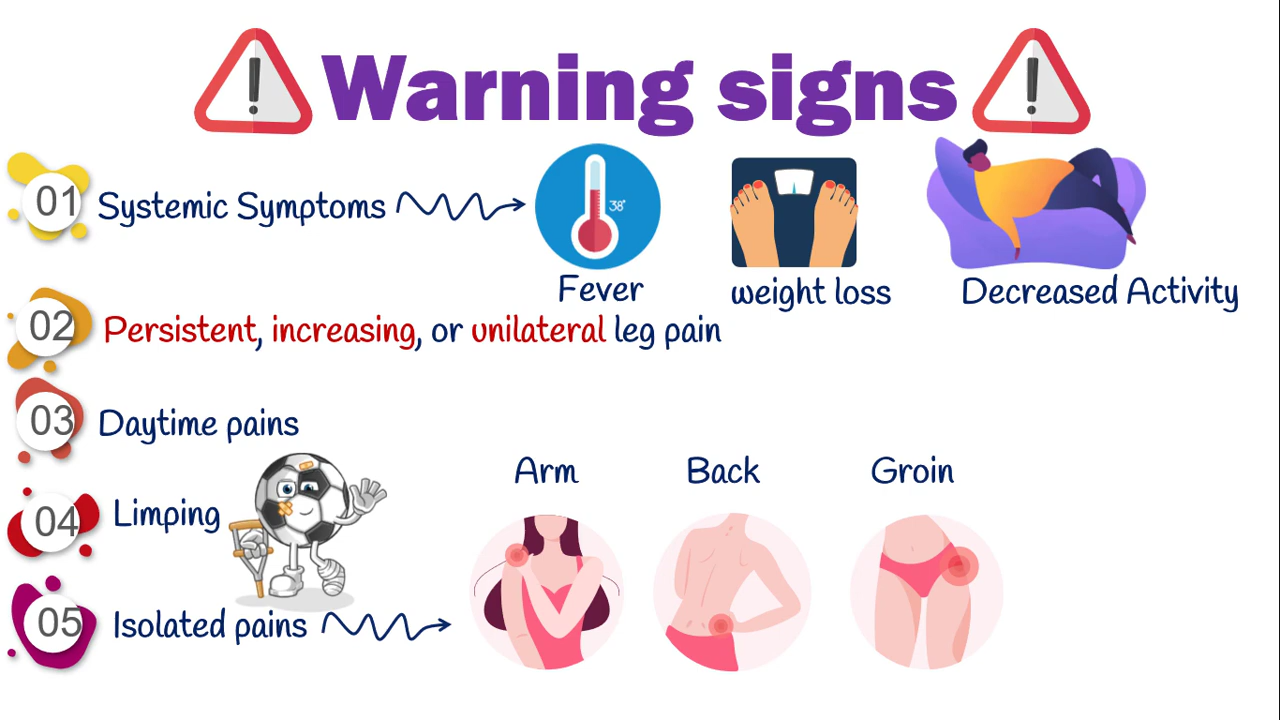 Warning signs
01 Systemic Symptoms
38°
Fever
weight loss
Decreased Activity
02 Persistent, increasing, or unilateral leg pain
03 Daytime pains
04 Limping
Arm
Back
Groin
05 Isolated pains